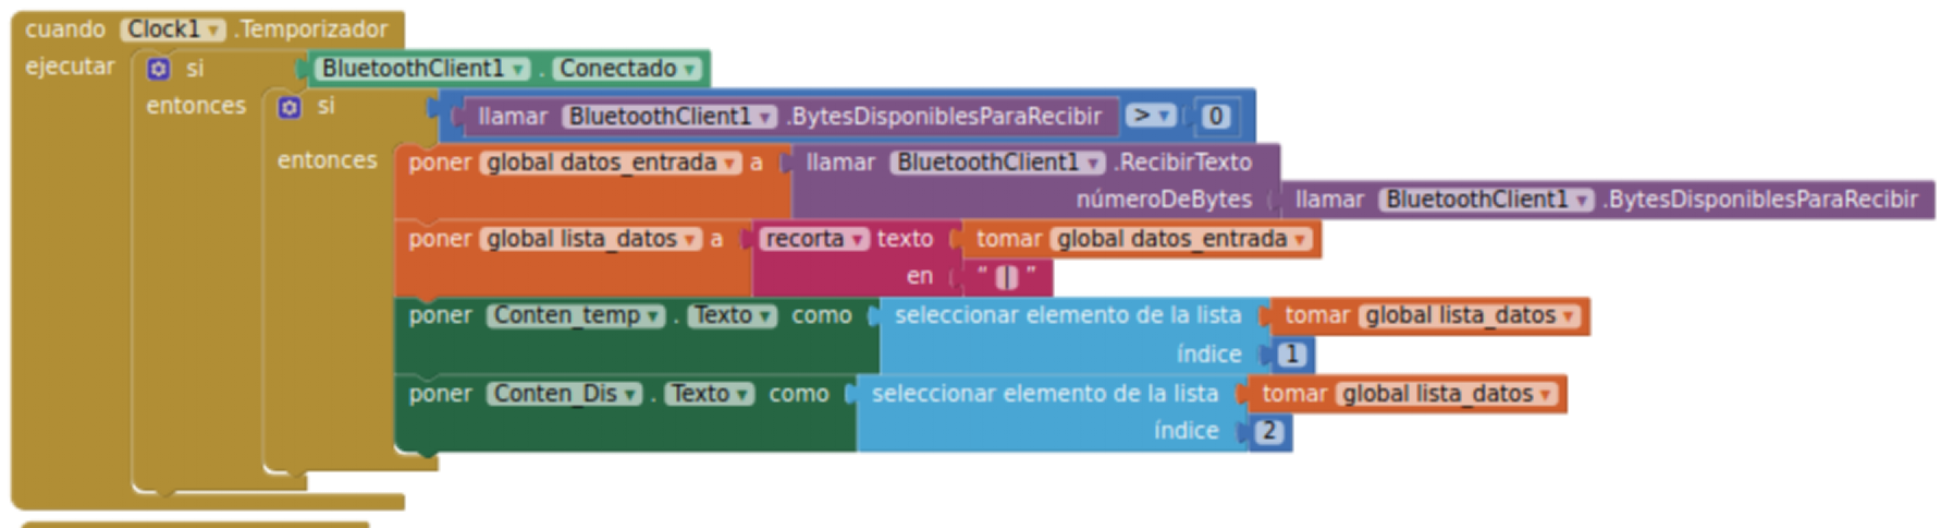 cuando Clock1 .Temporizador
ejecutar si BluetoothClient1 . Conectado
entonces si llamar BluetoothClient1 .BytesDisponiblesParaRecibir > 0
entonces poner global datos_entrada a llamar BluetoothClient1 .RecibirTexto
númeroDeBytes llamar BluetoothClient1 .BytesDisponiblesParaRecibir
poner global lista_datos a recorta texto tomar global datos_entrada
en " | "
poner Conten_temp . Texto como seleccionar elemento de la lista tomar global lista_datos
índice 1
poner Conten_Dis . Texto como seleccionar elemento de la lista tomar global lista_datos
índice 2